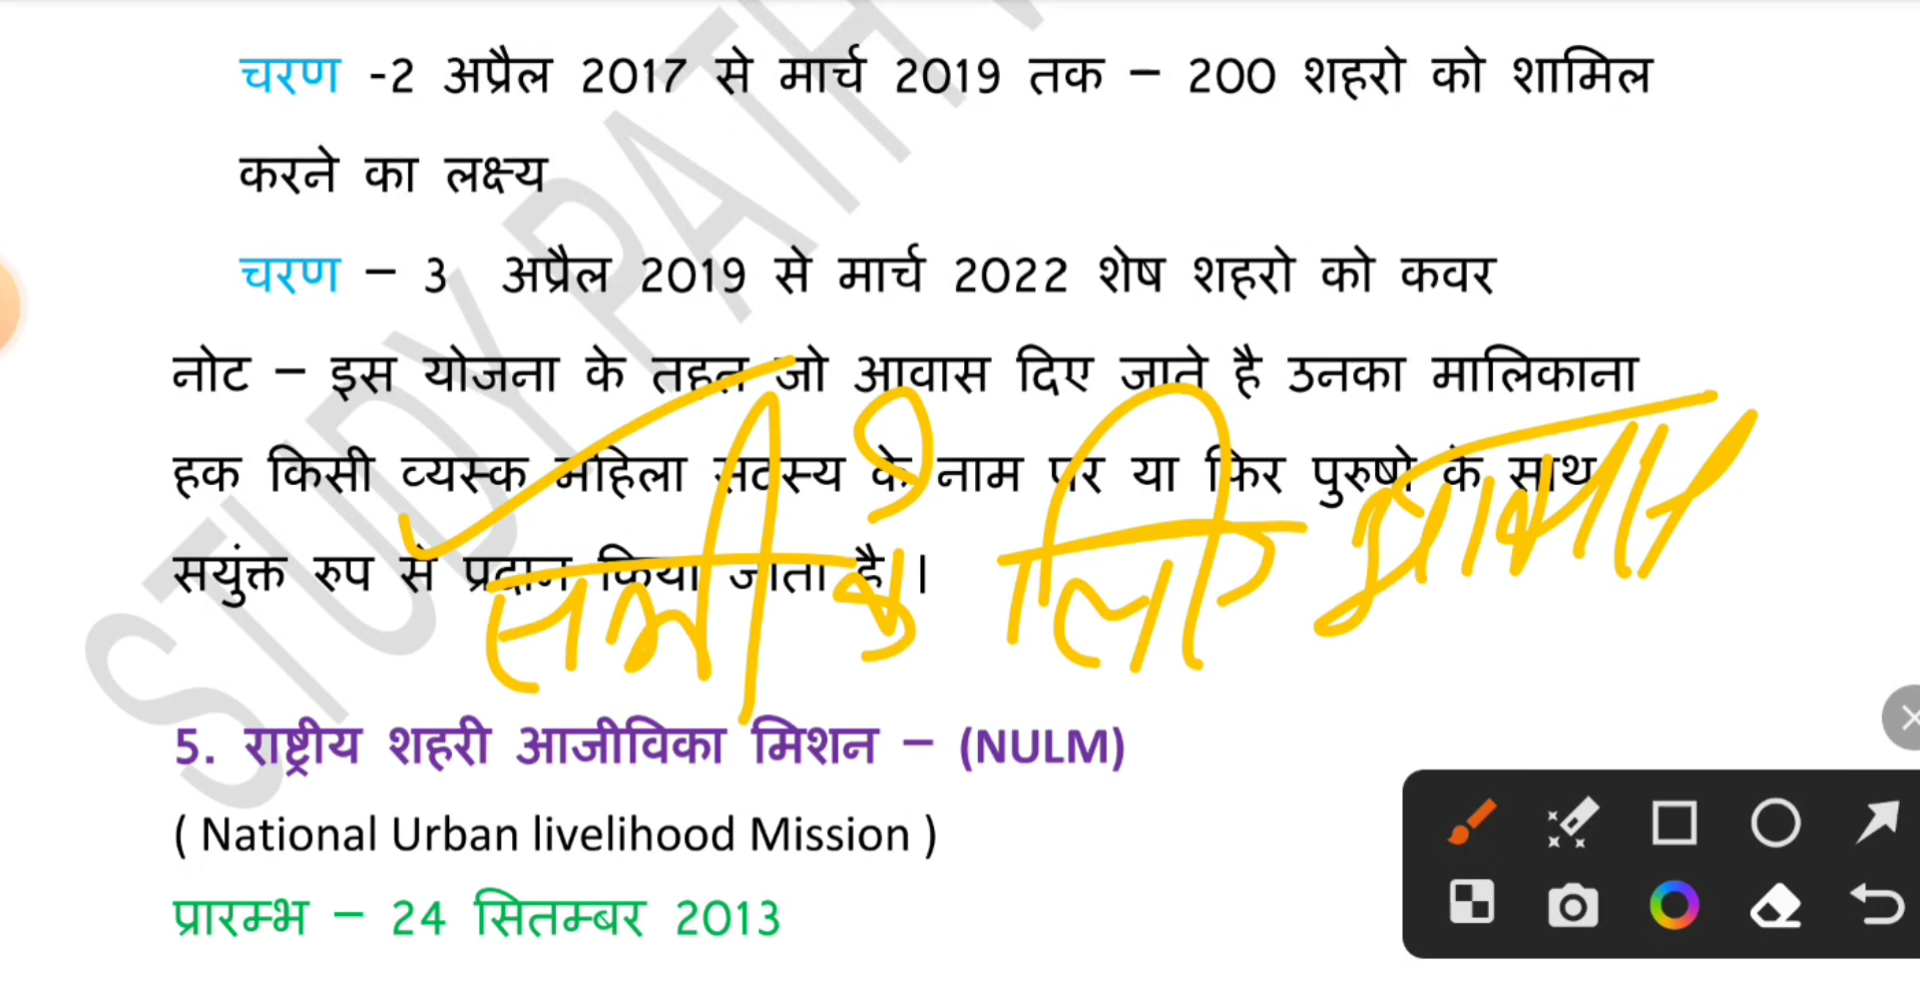 चरण -2 अप्रैल 2017 से मार्च 2019 तक – 200 शहरो को शामिल
करने का लक्ष्य
चरण – 3 अप्रैल 2019 से मार्च 2022 शेष शहरो को कवर
नोट – इस योजना के तहत जो आवास दिए जाते है उनका मालिकाना
हक किसी व्यस्क महिला सदस्य के नाम पर या फिर पुरुषो के साथ
सयुंक्त रुप से प्रदान किया जाता है ।
सभी के लिए आवास
5. राष्ट्रीय शहरी आजीविका मिशन – (NULM)
( National Urban livelihood Mission )
प्रारम्भ – 24 सितम्बर 2013
STUDY PATH